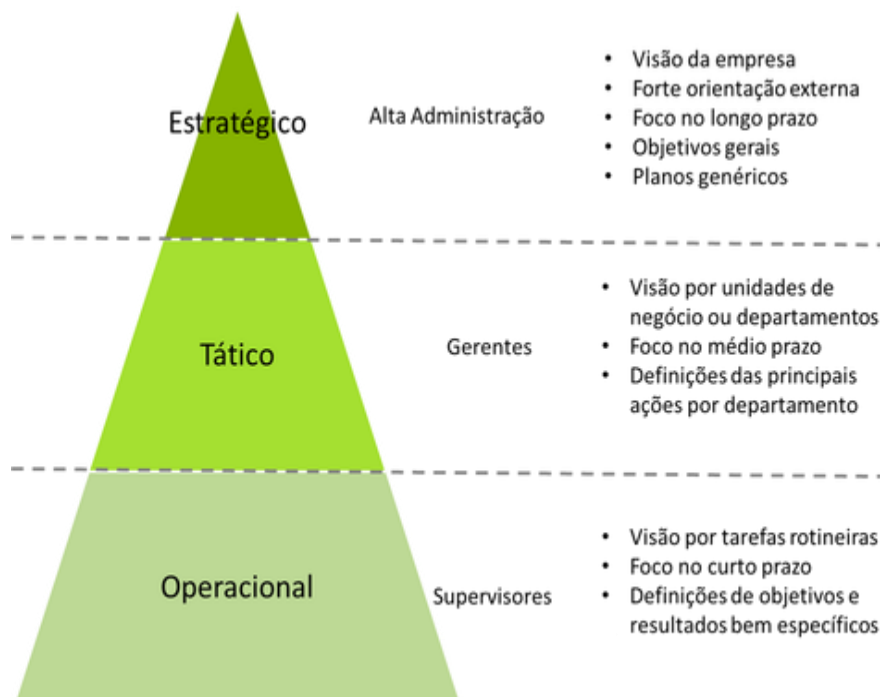 Estratégico
Alta Administração
• Visão da empresa
• Forte orientação externa
• Foco no longo prazo
• Objetivos gerais
• Planos genéricos
Tático
Gerentes
• Visão por unidades de
negócio ou departamentos
• Foco no médio prazo
• Definições das principais
ações por departamento
Operacional
Supervisores
• Visão por tarefas rotineiras
• Foco no curto prazo
• Definições de objetivos e
resultados bem específicos